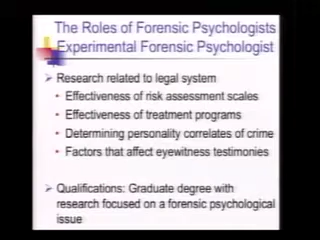 The Roles of Forensic Psychologists
Experimental Forensic Psychologist
➢ Research related to legal system
• Effectiveness of risk assessment scales
• Effectiveness of treatment programs
• Determining personality correlates of crime
• Factors that affect eyewitness testimonies
➢ Qualifications: Graduate degree with
research focused on a forensic psychological
issue